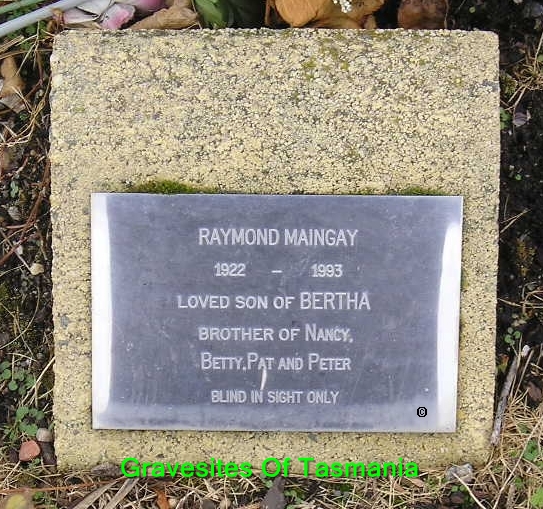 RAYMOND MAINGAY
1922 – 1993
LOVED SON OF BERTHA
BROTHER OF NANCY,
BETTY, PAT AND PETER
BLIND IN SIGHT ONLY
©
Gravesites Of Tasmania